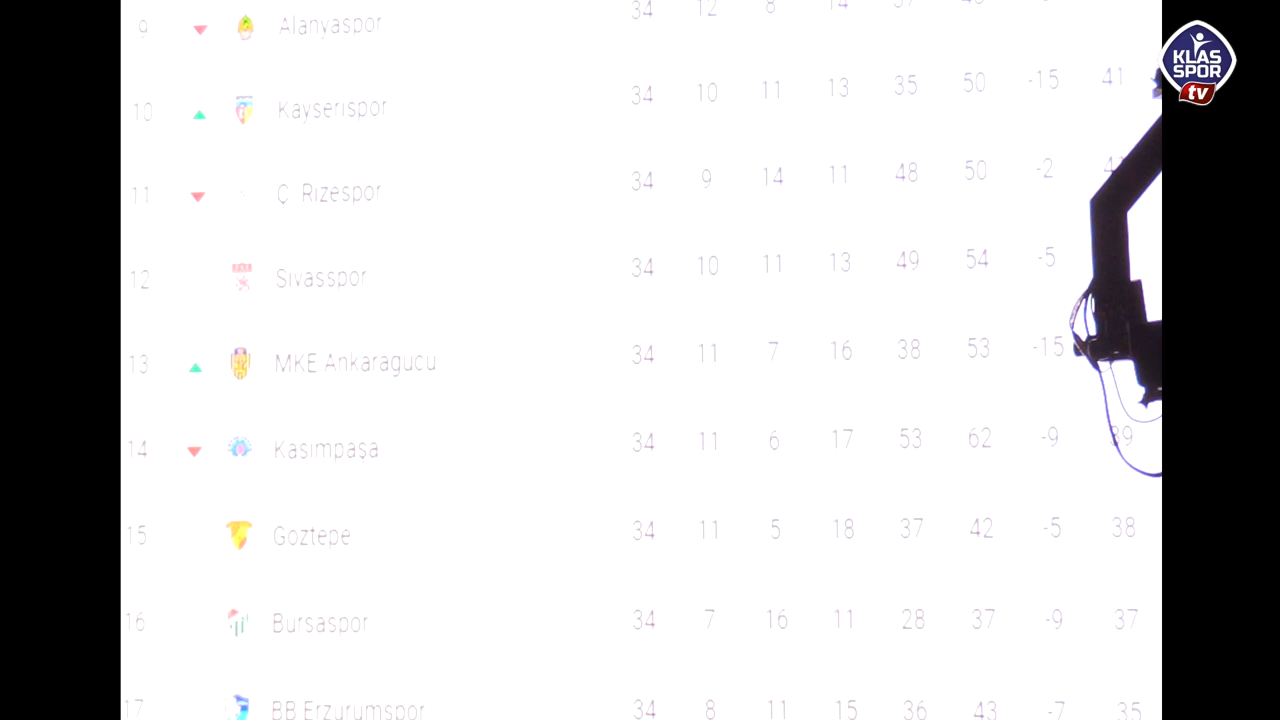 9 Alanyaspor 34 12 8 14 37
KLAS
SPOR
tv
10 Kayserispor 34 10 11 13 35 50 -15 41
11 Ç. Rizespor 34 9 14 11 48 50 -2 41
12 Sivasspor 34 10 11 13 49 54 -5
13 MKE Ankaragücü 34 11 7 16 38 53 -15
14 Kasımpaşa 34 11 6 17 53 62 -9 39
15 Göztepe 34 11 5 18 37 42 -5 38
16 Bursaspor 34 7 16 11 28 37 -9 37
17 BB Erzurumspor 34 8 11 15 36 43 -7 35